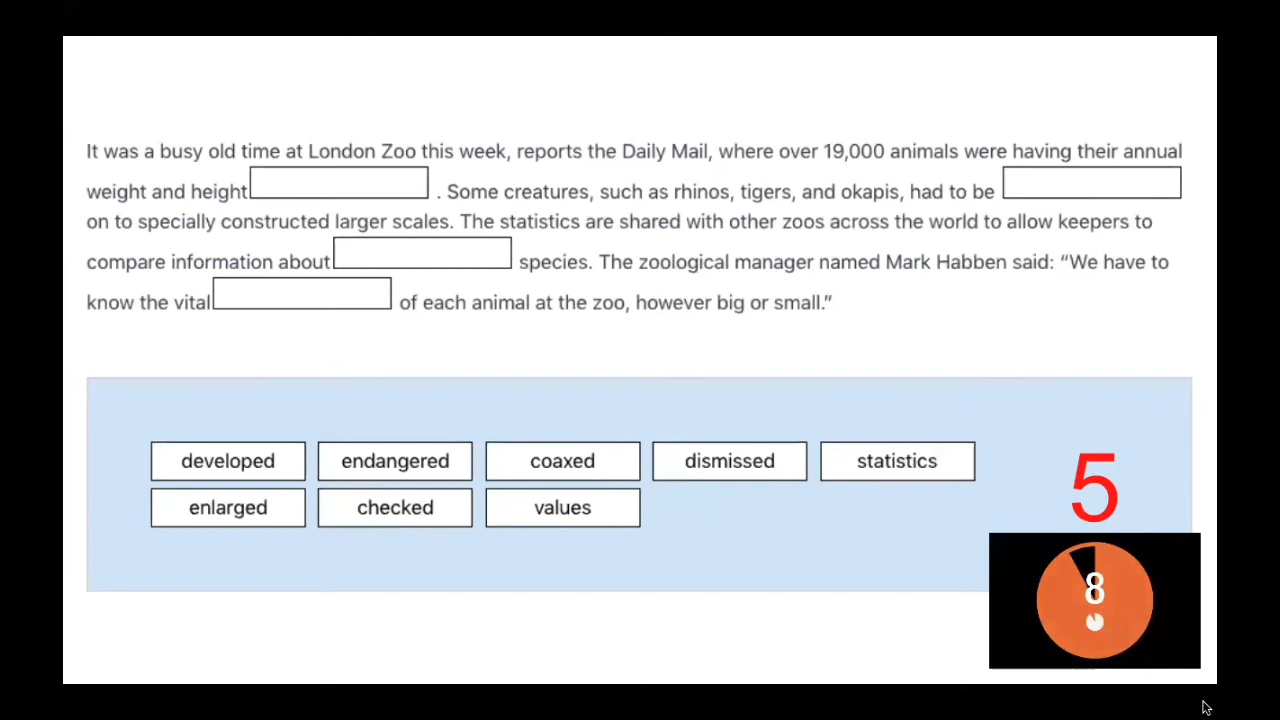 It was a busy old time at London Zoo this week, reports the Daily Mail, where over 19,000 animals were having their annual
weight and height . Some creatures, such as rhinos, tigers, and okapis, had to be
on to specially constructed larger scales. The statistics are shared with other zoos across the world to allow keepers to
compare information about species. The zoological manager named Mark Habben said: “We have to
know the vital of each animal at the zoo, however big or small.”
developed endangered coaxed dismissed statistics
enlarged checked values
5
8